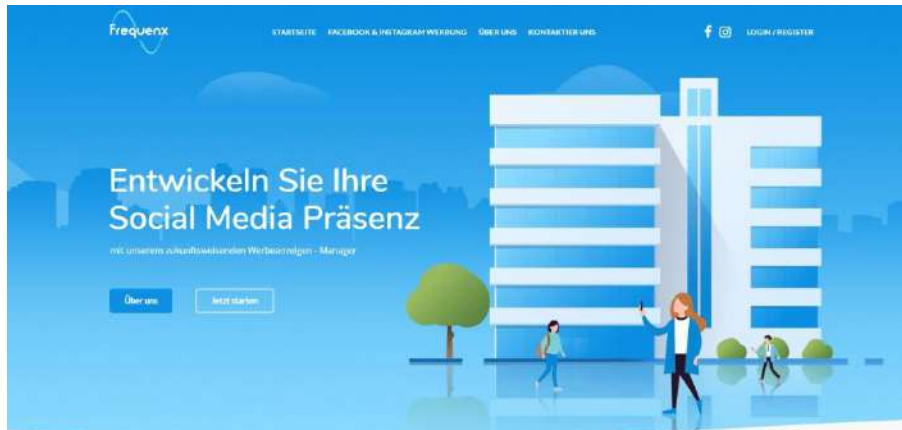 frequenx
STARTSEITE FACEBOOK & INSTAGRAM WERBUNG ÜBER UNS KONTAKTIER UNS LOGIN / REGISTER
Entwickeln Sie Ihre
Social Media Präsenz
mit unserem zukunftsweisenden Werbeanzeigen - Manager
Über uns Jetzt starten